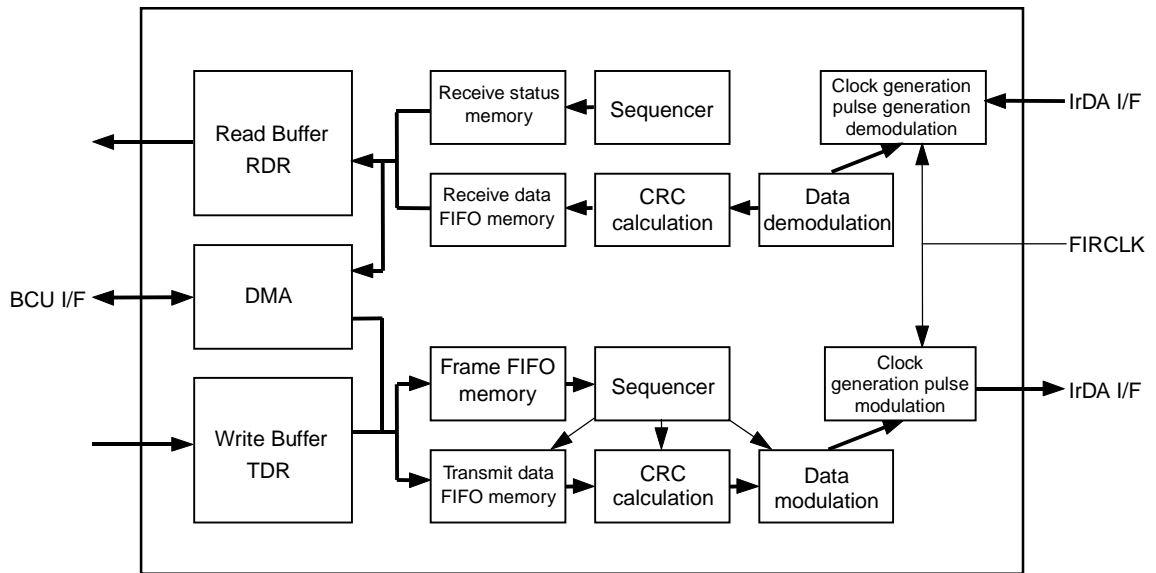 Read Buffer
RDR
Receive status
memory
Sequencer
Clock generation
pulse generation
demodulation
IrDA I/F
Receive data
FIFO memory
CRC
calculation
Data
demodulation
FIRCLK
BCU I/F
DMA
Frame FIFO
memory
Sequencer
Clock
generation pulse
modulation
IrDA I/F
Write Buffer
TDR
Transmit data
FIFO memory
CRC
calculation
Data
modulation